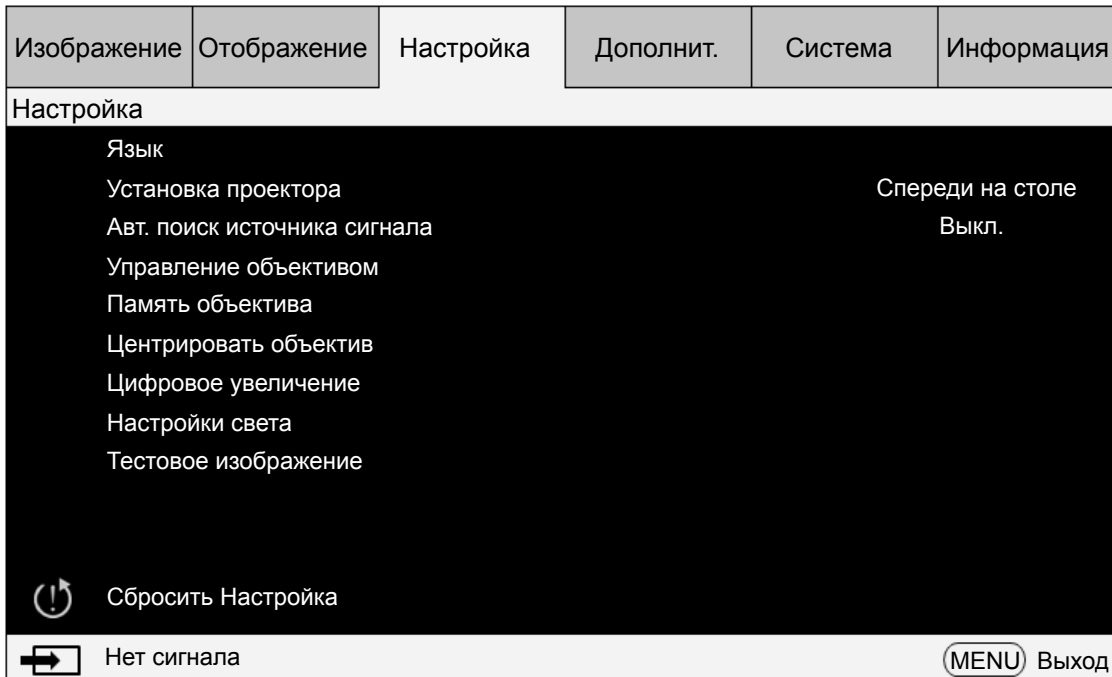 Изображение Отображение Настройка Дополнит. Система Информация
Настройка
Язык
Установка проектора Спереди на столе
Авт. поиск источника сигнала Выкл.
Управление объективом
Память объектива
Центрировать объектив
Цифровое увеличение
Настройки света
Тестовое изображение
Сбросить Настройка
Нет сигнала MENU Выход